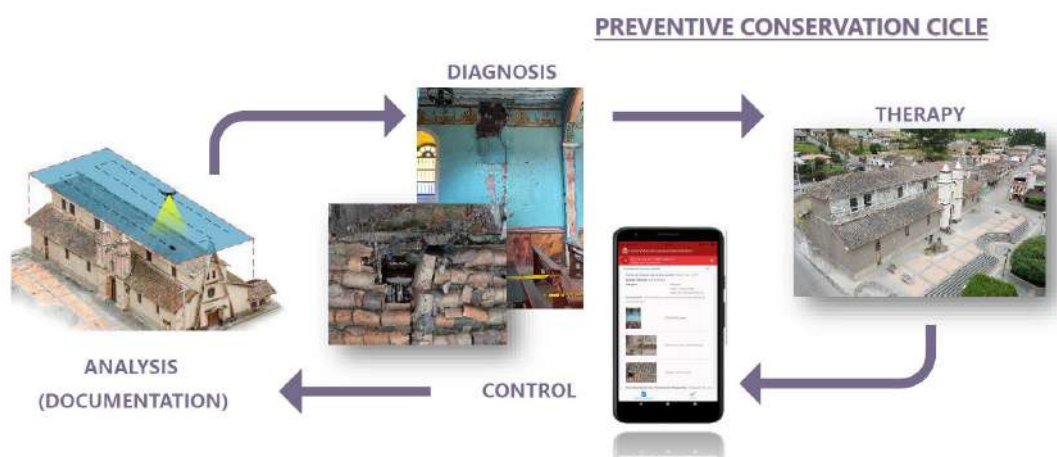 PREVENTIVE CONSERVATION CICLE
DIAGNOSIS
THERAPY
ANALYSIS
(DOCUMENTATION)
CONTROL